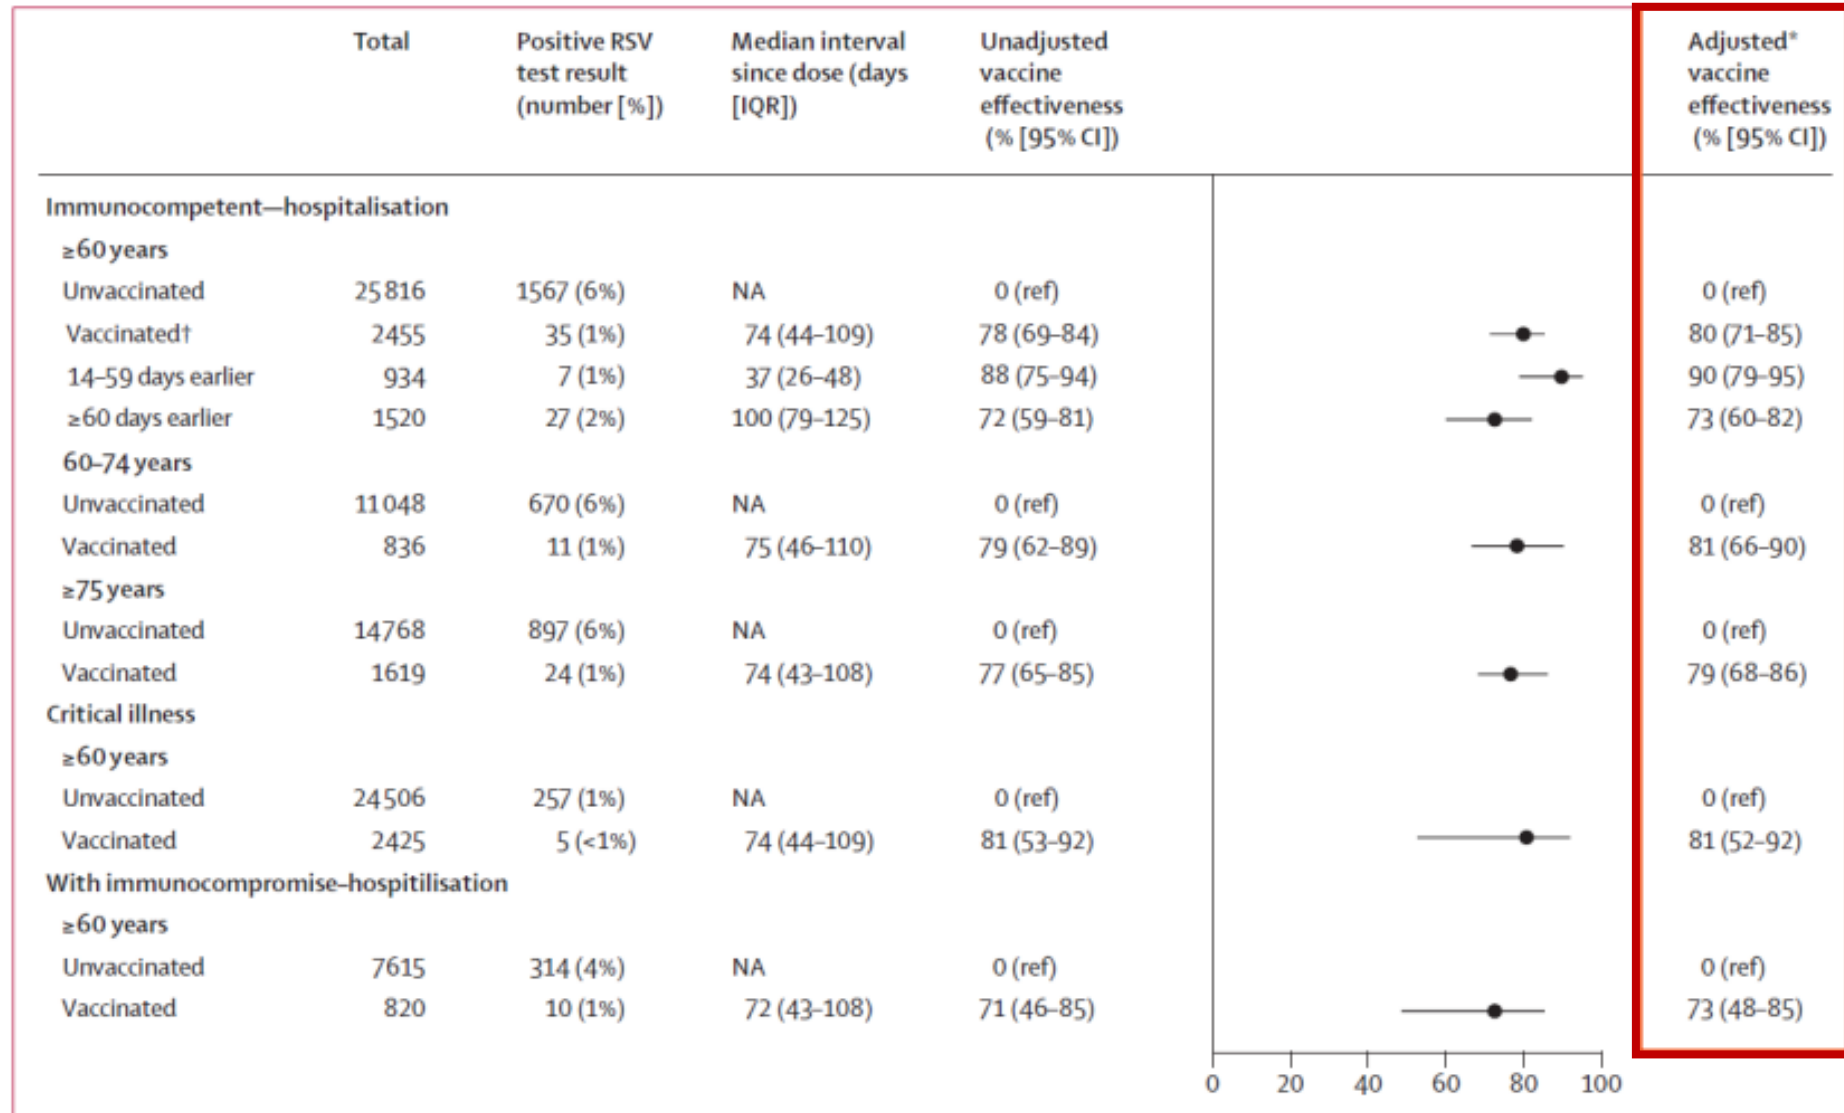 Total Positive RSV Median interval Unadjusted Adjusted*
test result since dose (days vaccine vaccine
(number [%]) [IQR]) effectiveness effectiveness
(% [95% CI]) (% [95% CI])
Immunocompetent—hospitalisation
≥60 years
Unvaccinated 25 816 1567 (6%) NA 0 (ref) 0 (ref)
Vaccinated† 2455 35 (1%) 74 (44–109) 78 (69–84) 80 (71–85)
14–59 days earlier 934 7 (1%) 37 (26–48) 88 (75–94) 90 (79–95)
≥60 days earlier 1520 27 (2%) 100 (79–125) 72 (59–81) 73 (60–82)
60–74 years
Unvaccinated 11 048 670 (6%) NA 0 (ref) 0 (ref)
Vaccinated 836 11 (1%) 75 (46–110) 79 (62–89) 81 (66–90)
≥75 years
Unvaccinated 14 768 897 (6%) NA 0 (ref) 0 (ref)
Vaccinated 1619 24 (1%) 74 (43–108) 77 (65–85) 79 (68–86)
Critical illness
≥60 years
Unvaccinated 24 506 257 (1%) NA 0 (ref) 0 (ref)
Vaccinated 2425 5 (<1%) 74 (44–109) 81 (53–92) 81 (52–92)
With immunocompromise–hospitilisation
≥60 years
Unvaccinated 7615 314 (4%) NA 0 (ref) 0 (ref)
Vaccinated 820 10 (1%) 72 (43–108) 71 (46–85) 73 (48–85)
0 20 40 60 80 100